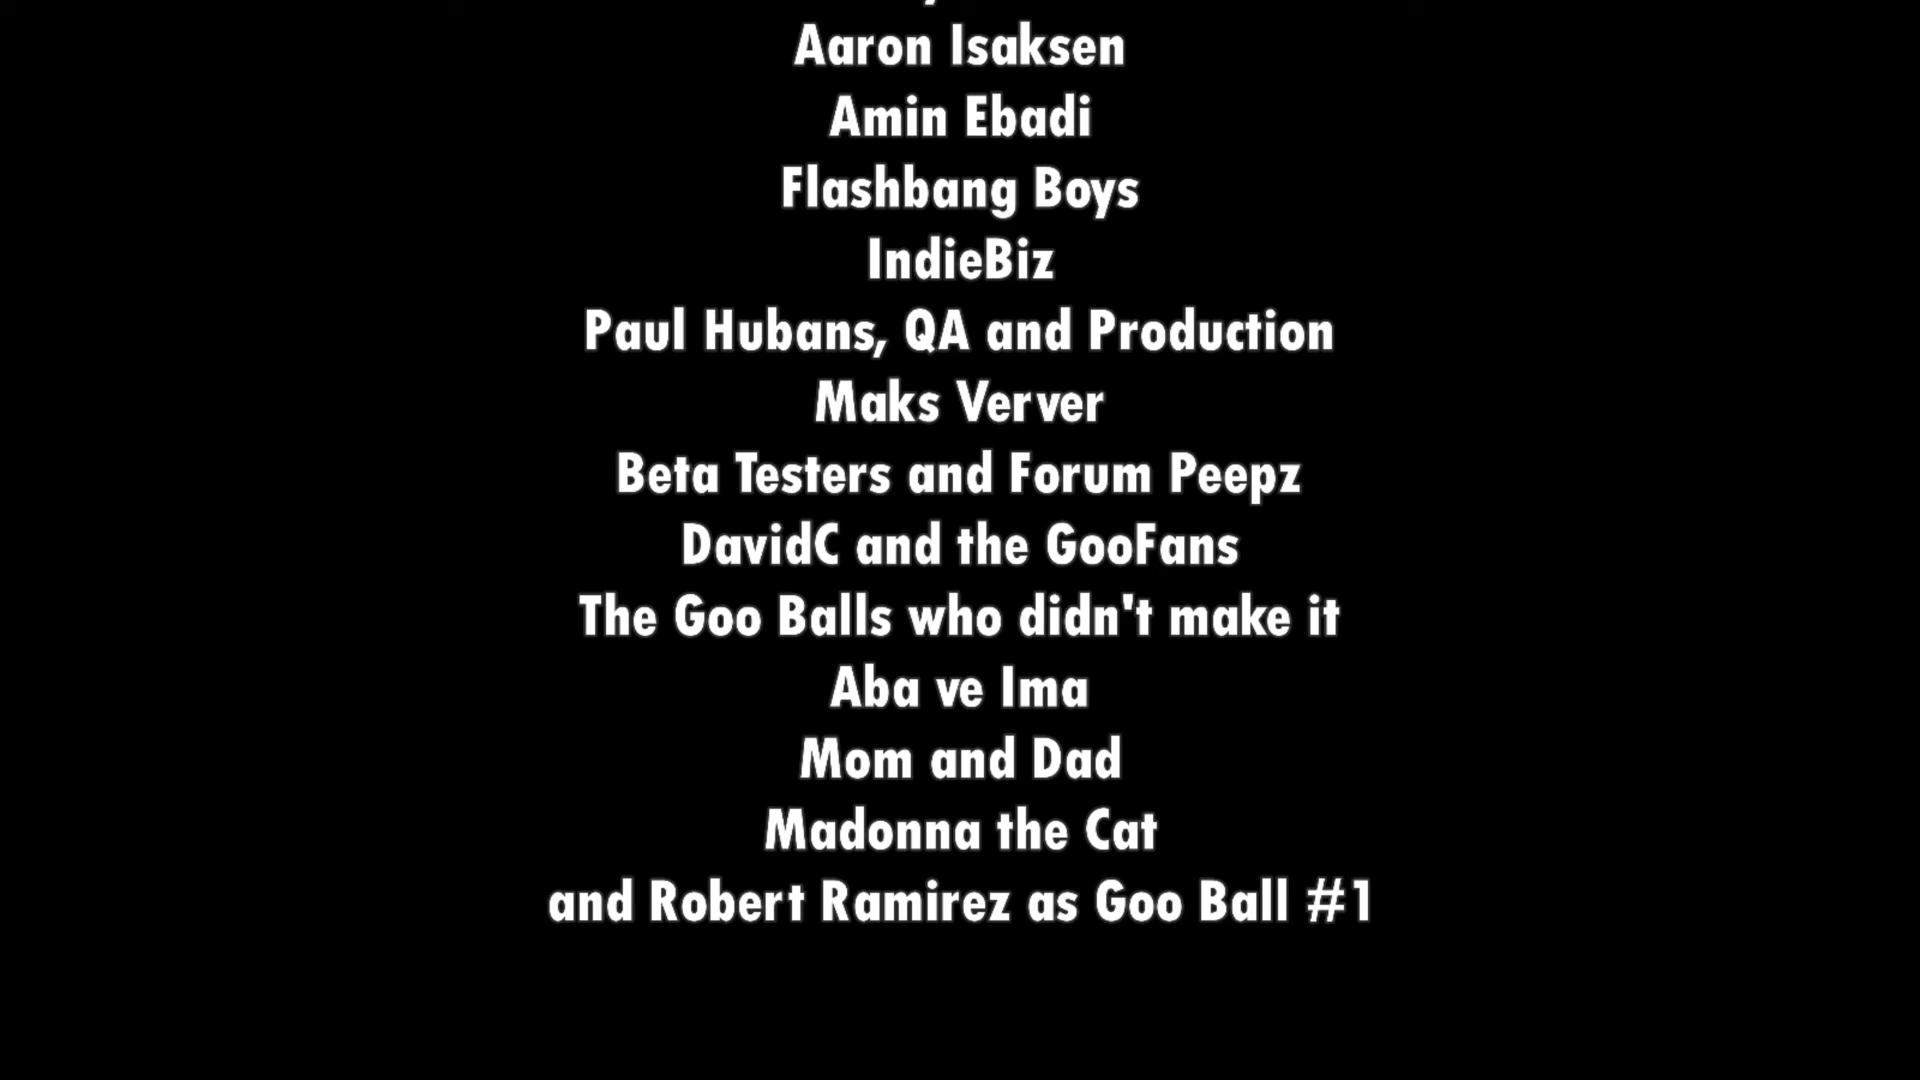 Aaron Isaksen
Amin Ebadi
Flashbang Boys
IndieBiz
Paul Hubans, QA and Production
Maks Verver
Beta Testers and Forum Peepz
DavidC and the GooFans
The Goo Balls who didn't make it
Aba ve Ima
Mom and Dad
Madonna the Cat
and Robert Ramirez as Goo Ball #1